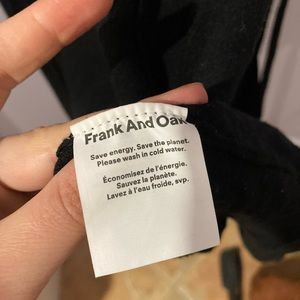 Frank And Oak
Save energy. Save the planet.
Please wash in cold water.
Économisez de l'énergie.
Sauvez la planète.
Lavez à l'eau froide, svp.